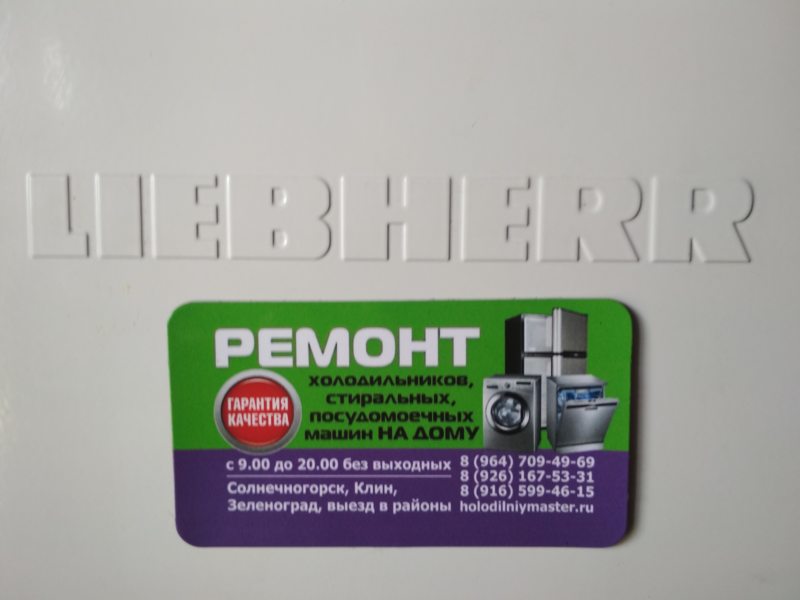 LIEBHERR
РЕМОНТ
холодильников,
стиральных,
посудомоечных
машин НА ДОМУ
ГАРАНТИЯ
КАЧЕСТВА
с 9.00 до 20.00 без выходных
Солнечногорск, Клин,
Зеленоград, выезд в районы
8 (964) 709-49-69
8 (926) 167-53-31
8 (916) 599-46-15
holodilniymaster.ru